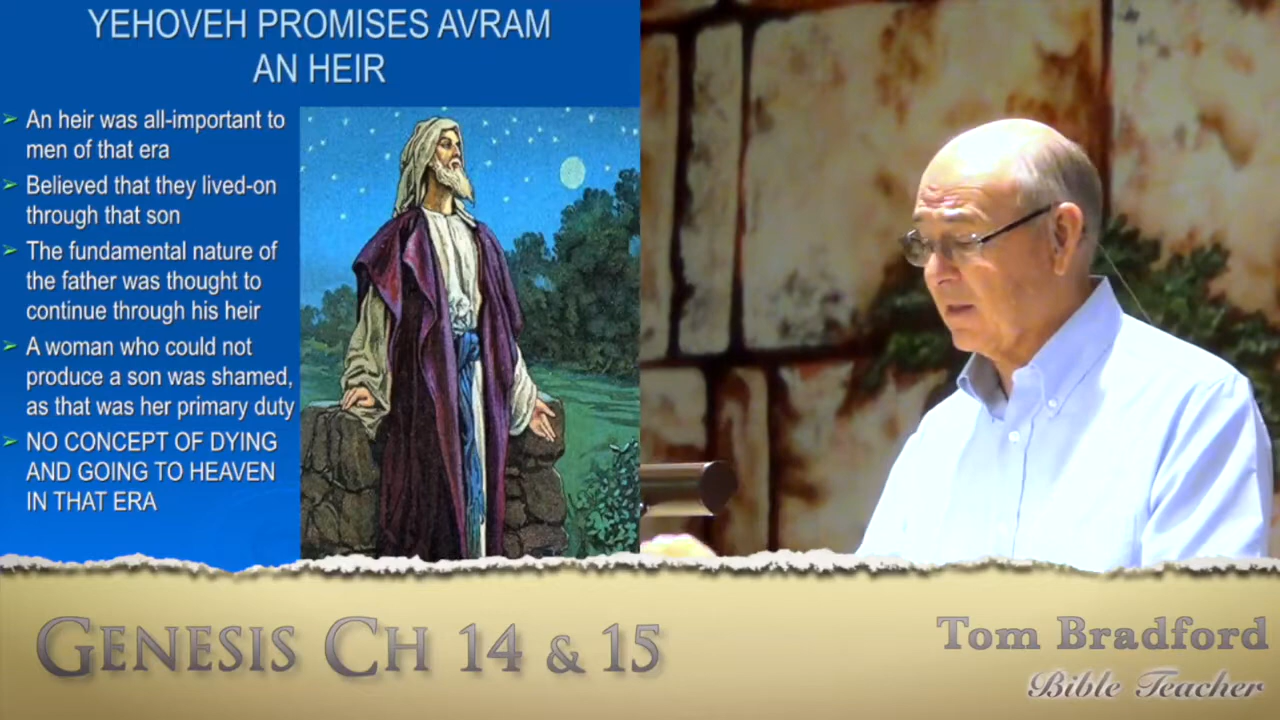 YEHOVEH PROMISES AVRAM
AN HEIR
➢ An heir was all-important to
men of that era
➢ Believed that they lived-on
through that son
➢ The fundamental nature of
the father was thought to
continue through his heir
➢ A woman who could not
produce a son was shamed,
as that was her primary duty
➢ NO CONCEPT OF DYING
AND GOING TO HEAVEN
IN THAT ERA
GENESIS CH 14 & 15
Tom Bradford
Bible Teacher